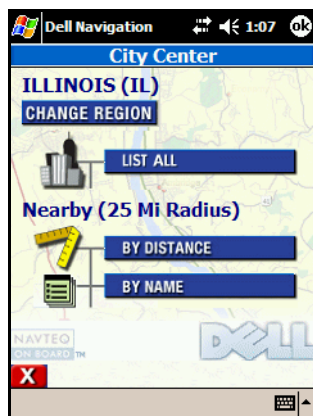 Dell Navigation 1:07 ok
City Center
ILLINOIS (IL)
CHANGE REGION
LIST ALL
Nearby (25 Mi Radius)
BY DISTANCE
BY NAME
NAVTEQ
ON BOARD TM
DELL
X